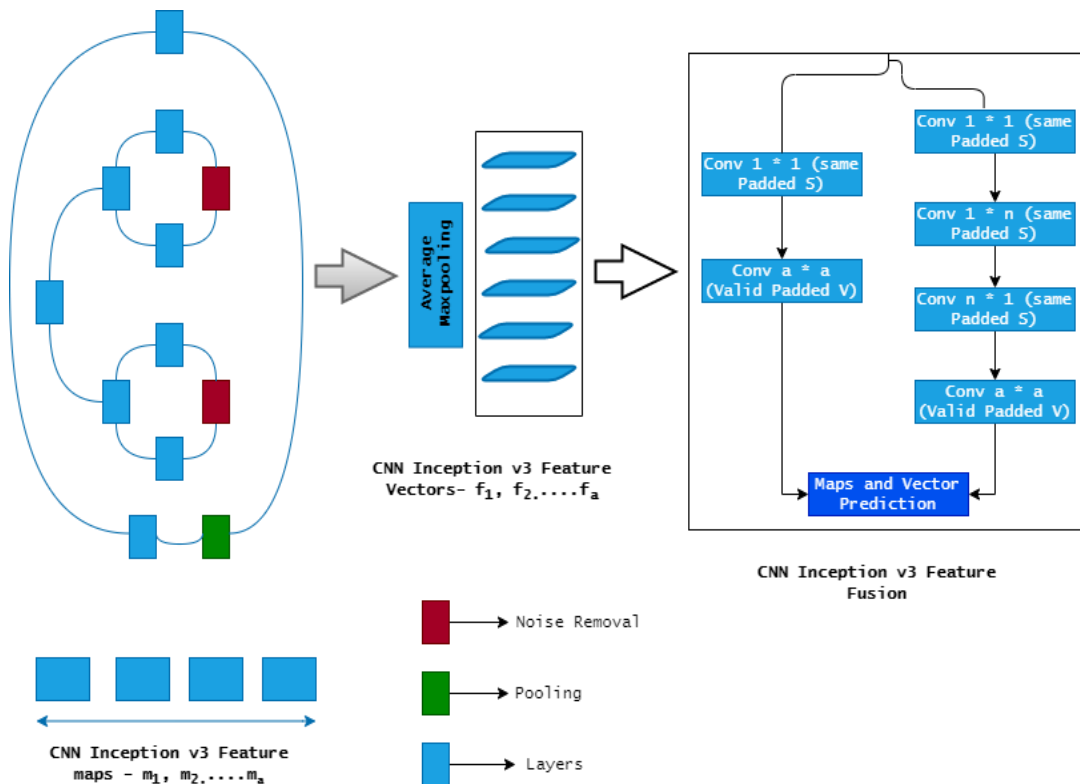 Average
Maxpooling
CNN Inception v3 Feature
Vectors- f1, f2.....fa
Conv 1 * 1 (same
Padded S)
Conv a * a
(Valid Padded V)
Conv 1 * 1 (same
Padded S)
Conv 1 * n (same
Padded S)
Conv n * 1 (same
Padded S)
Conv a * a
(Valid Padded V)
Maps and Vector
Prediction
CNN Inception v3 Feature
Fusion
Noise Removal
Pooling
Layers
CNN Inception v3 Feature
maps - m1, m2.....ma